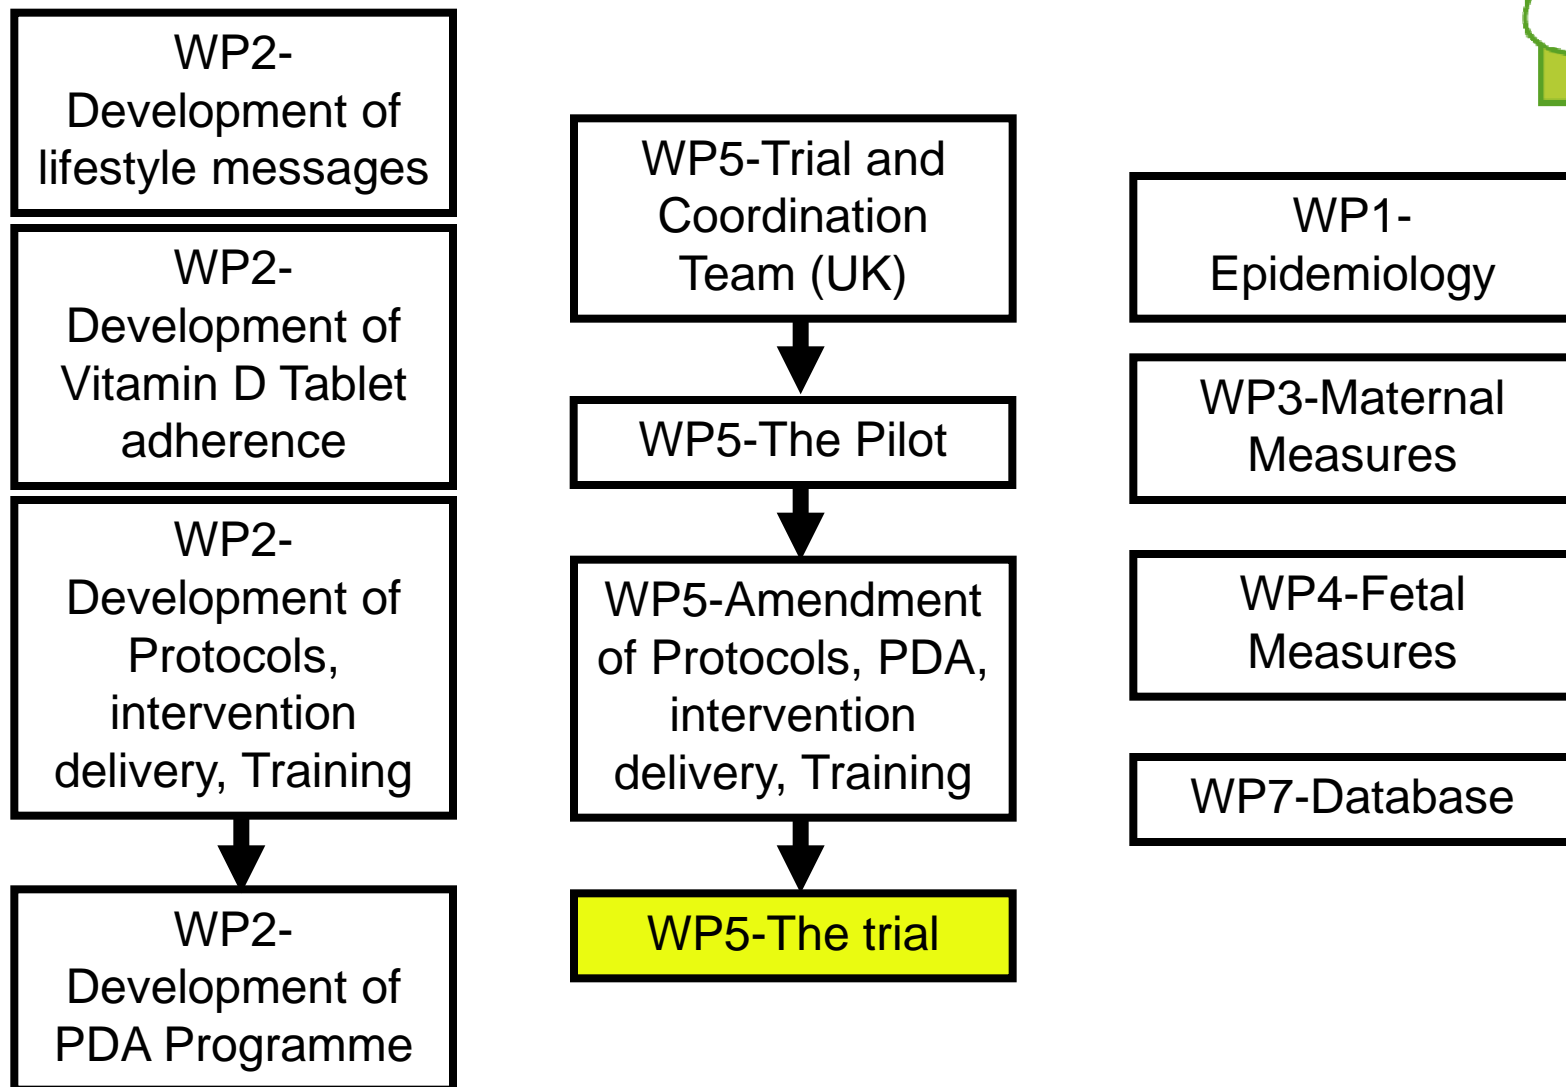 WP2-
Development of
lifestyle messages
WP2-
Development of
Vitamin D Tablet
adherence
WP2-
Development of
Protocols,
intervention
delivery, Training
WP2-
Development of
PDA Programme
WP5-Trial and
Coordination
Team (UK)
WP5-The Pilot
WP5-Amendment
of Protocols, PDA,
intervention
delivery, Training
WP5-The trial
WP1-
Epidemiology
WP3-Maternal
Measures
WP4-Fetal
Measures
WP7-Database